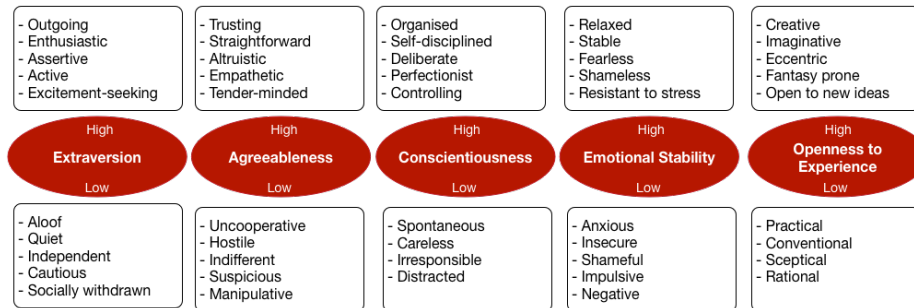 - Outgoing
- Enthusiastic
- Assertive
- Active
- Excitement-seeking
- Trusting
- Straightforward
- Altruistic
- Empathetic
- Tender-minded
- Organised
- Self-disciplined
- Deliberate
- Perfectionist
- Controlling
- Relaxed
- Stable
- Fearless
- Shameless
- Resistant to stress
- Creative
- Imaginative
- Eccentric
- Fantasy prone
- Open to new ideas
High
Extraversion
Low
High
Agreeableness
Low
High
Conscientiousness
Low
High
Emotional Stability
Low
High
Openness to
Experience
Low
- Aloof
- Quiet
- Independent
- Cautious
- Socially withdrawn
- Uncooperative
- Hostile
- Indifferent
- Suspicious
- Manipulative
- Spontaneous
- Careless
- Irresponsible
- Distracted
- Anxious
- Insecure
- Shameful
- Impulsive
- Negative
- Practical
- Conventional
- Sceptical
- Rational